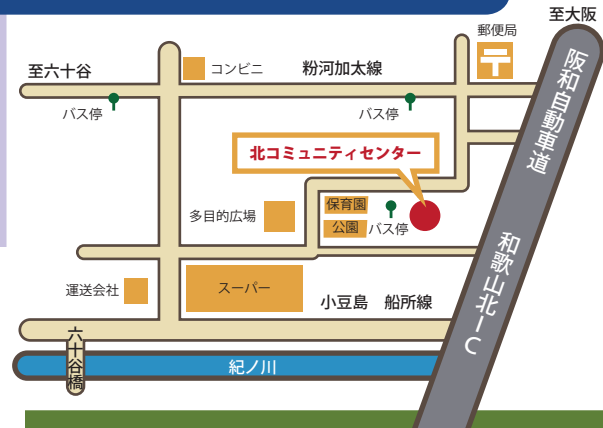 至大阪
郵便局
至六十谷
コンビニ
粉河加太線
バス停
バス停
阪和自動車道
北コミュニティセンター
保育園
多目的広場
公園
バス停
和歌山北IC
運送会社
スーパー
小豆島　船所線
六十谷橋
紀ノ川